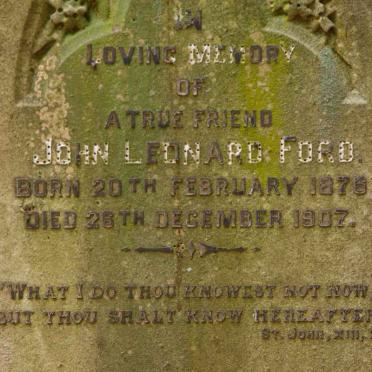 IN
LOVING MEMORY
OF
A TRUE FRIEND
JOHN LEONARD FORD.
BORN 20TH FEBRUARY 1876
DIED 26TH DECEMBER 1907.
"WHAT I DO THOU KNOWEST NOT NOW,
BUT THOU SHALT KNOW HEREAFTER
ST. JOHN, XIII,